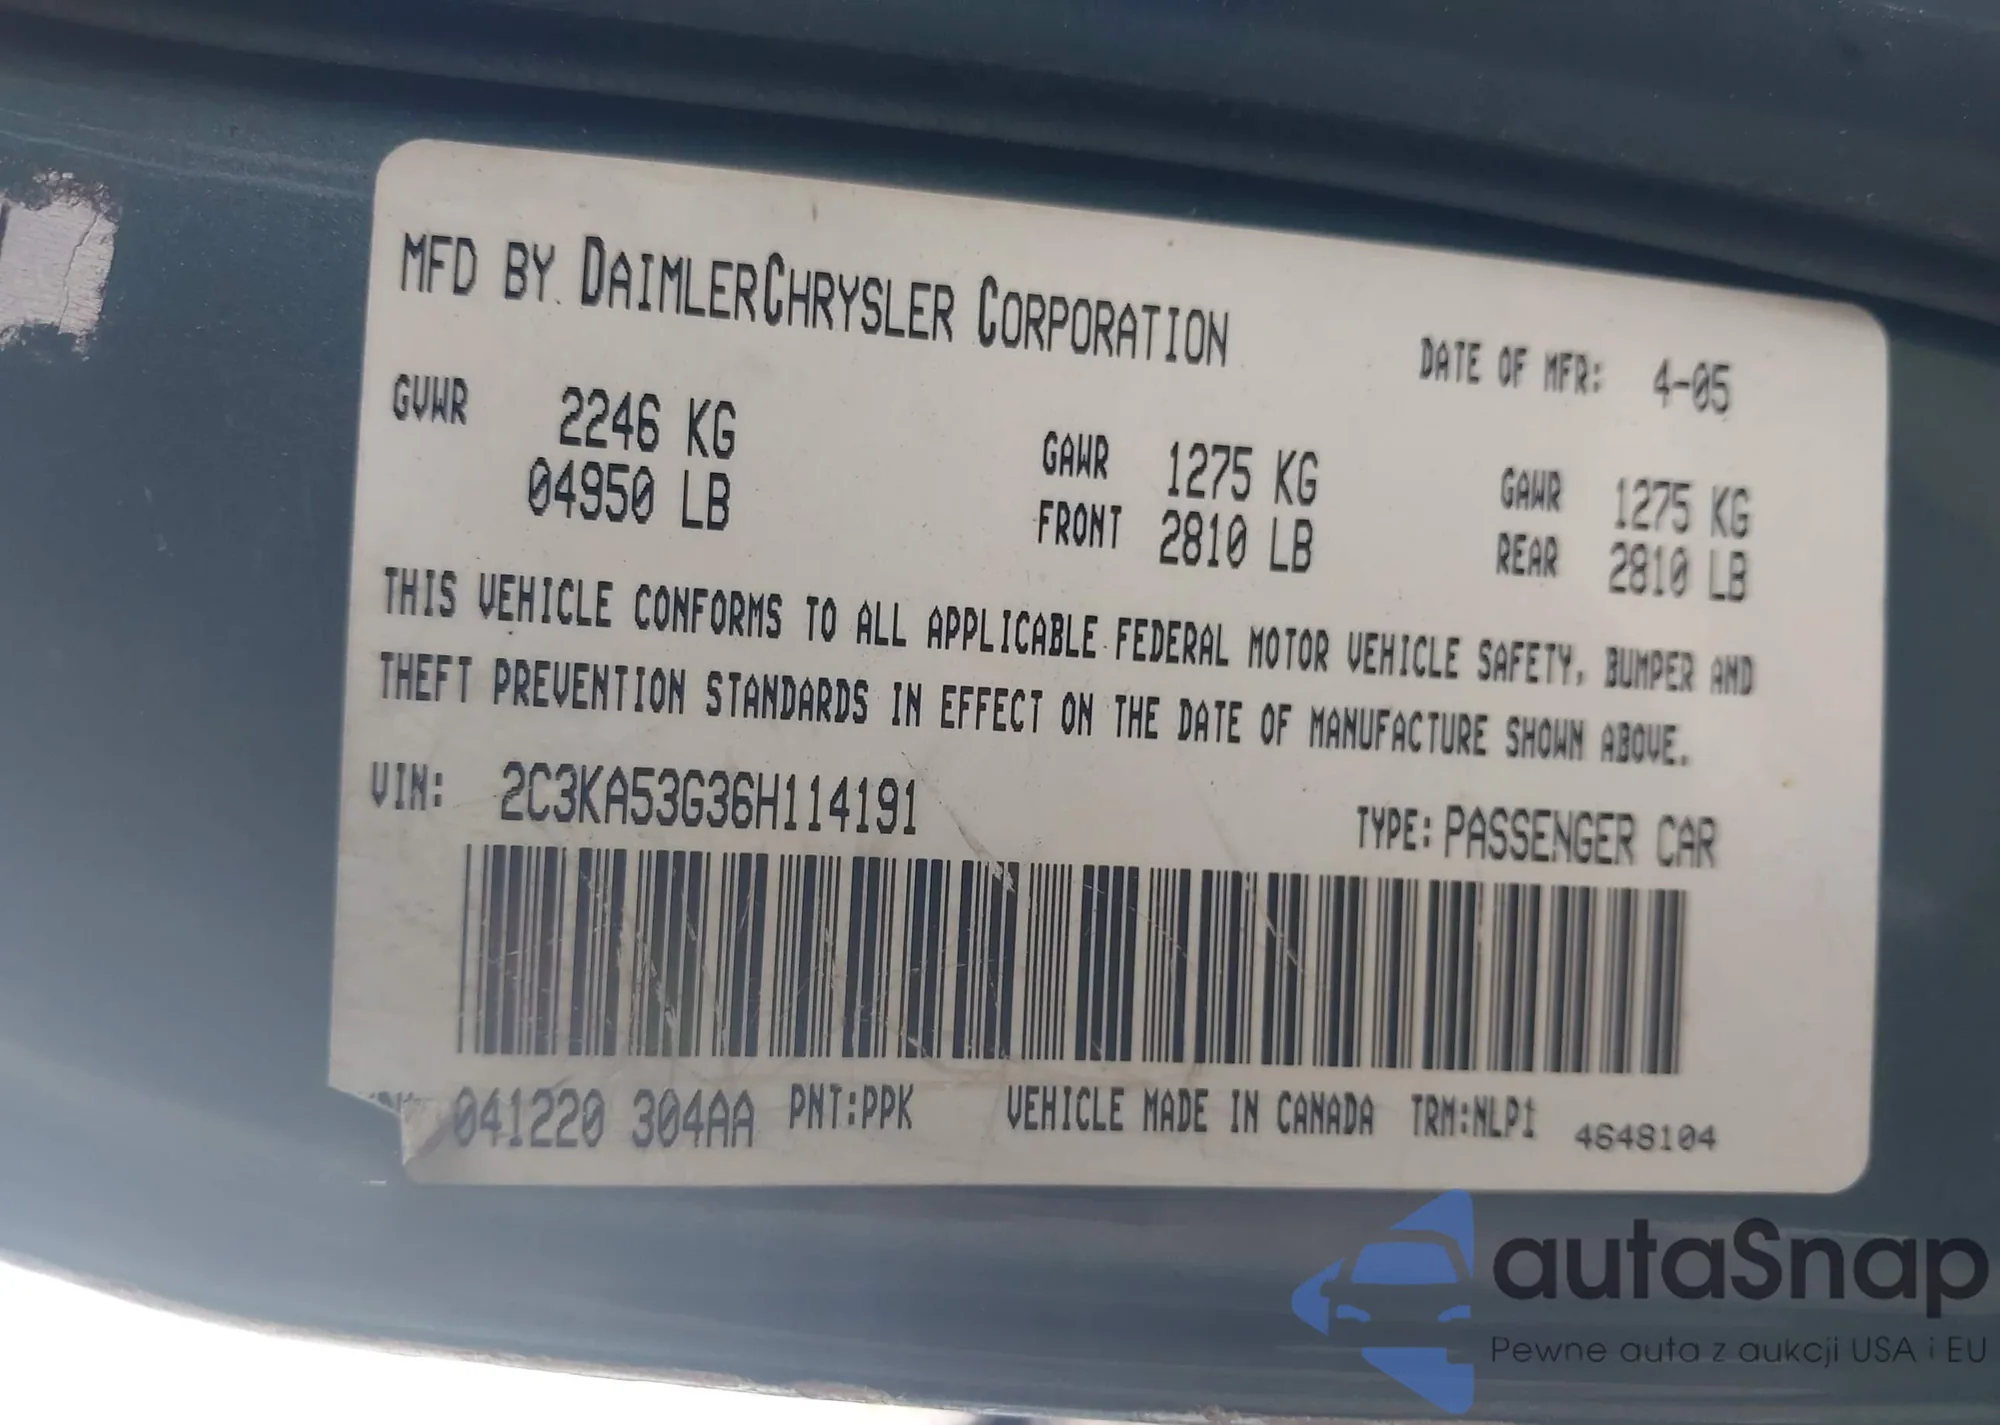 MFD BY DAIMLERCHRYSLER CORPORATION
DATE OF MFR: 4-05
GVWR 2246 KG
04950 LB
GAWR 1275 KG
FRONT 2810 LB
GAWR 1275 KG
REAR 2810 LB
THIS VEHICLE CONFORMS TO ALL APPLICABLE FEDERAL MOTOR VEHICLE SAFETY, BUMPER AND
THEFT PREVENTION STANDARDS IN EFFECT ON THE DATE OF MANUFACTURE SHOWN ABOVE.
VIN: 2C3KA53G36H114191
TYPE: PASSENGER CAR
041220 304AA PNT:PPK VEHICLE MADE IN CANADA TRM:NLP1 4648104
autaSnap
Pewne auta z aukcji USA i EU